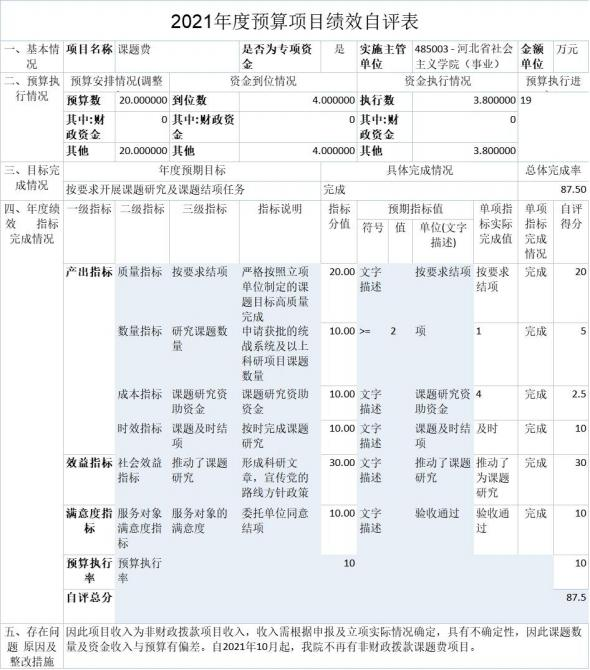 2021年度预算项目绩效自评表
一、基本情况 项目名称 课题费 是否为专项资金 是 实施主管单位 485003 - 河北省社会主义学院（事业） 金额单位 万元
二、预算执行情况 预算安排情况(调整 资金到位情况 资金执行情况 预算执行进
预算数 20.000000 到位数 4.000000 执行数 3.800000 19
其中:财政资金 0 其中:财政资金 0 其中:财政资金 0
其他 20.000000 其他 4.000000 其他 3.800000
三、目标完成情况 年度预期目标 具体完成情况 总体完成率
按要求开展课题研究及课题结项任务 完成 87.50
四、年度绩效 指标完成情况 一级指标 二级指标 三级指标 指标说明 指标分值 预期指标值 单项指标实际完成值 单项指标完成情况 自评得分
符号 值 单位(文字描述)
产出指标 质量指标 按要求结项 严格按照立项单位制定的课题目标高质量完成 20.00 文字描述 按要求结项 按要求结项 完成 20
数量指标 研究课题数量 申请获批的统战系统及以上科研项目课题数量 10.00 >= 2 项 1 完成 5
成本指标 课题研究资助资金 课题研究资助资金 10.00 文字描述 课题研究资助资金 4 完成 2.5
时效指标 课题及时结项 按时完成课题研究 10.00 文字描述 课题及时结项 及时 完成 10
效益指标 社会效益指标 推动了课题研究 形成科研文章，宣传党的路线方针政策 30.00 文字描述 推动了课题研究 推动了为课题研究 完成 30
满意度指标 服务对象满意度指标 服务对象的满意度 委托单位同意结项 10.00 文字描述 验收通过 验收通过 完成 10
预算执行率 预算执行率 10 10
自评总分 87.5
五、存在问题 原因及整改措施 因此项目收入为非财政拨款项目收入，收入需根据申报及立项实际情况确定，具有不确定性，因此课题数量及资金收入与预算有偏差。自2021年10月起，我院不再有非财政拨款课题费项目。